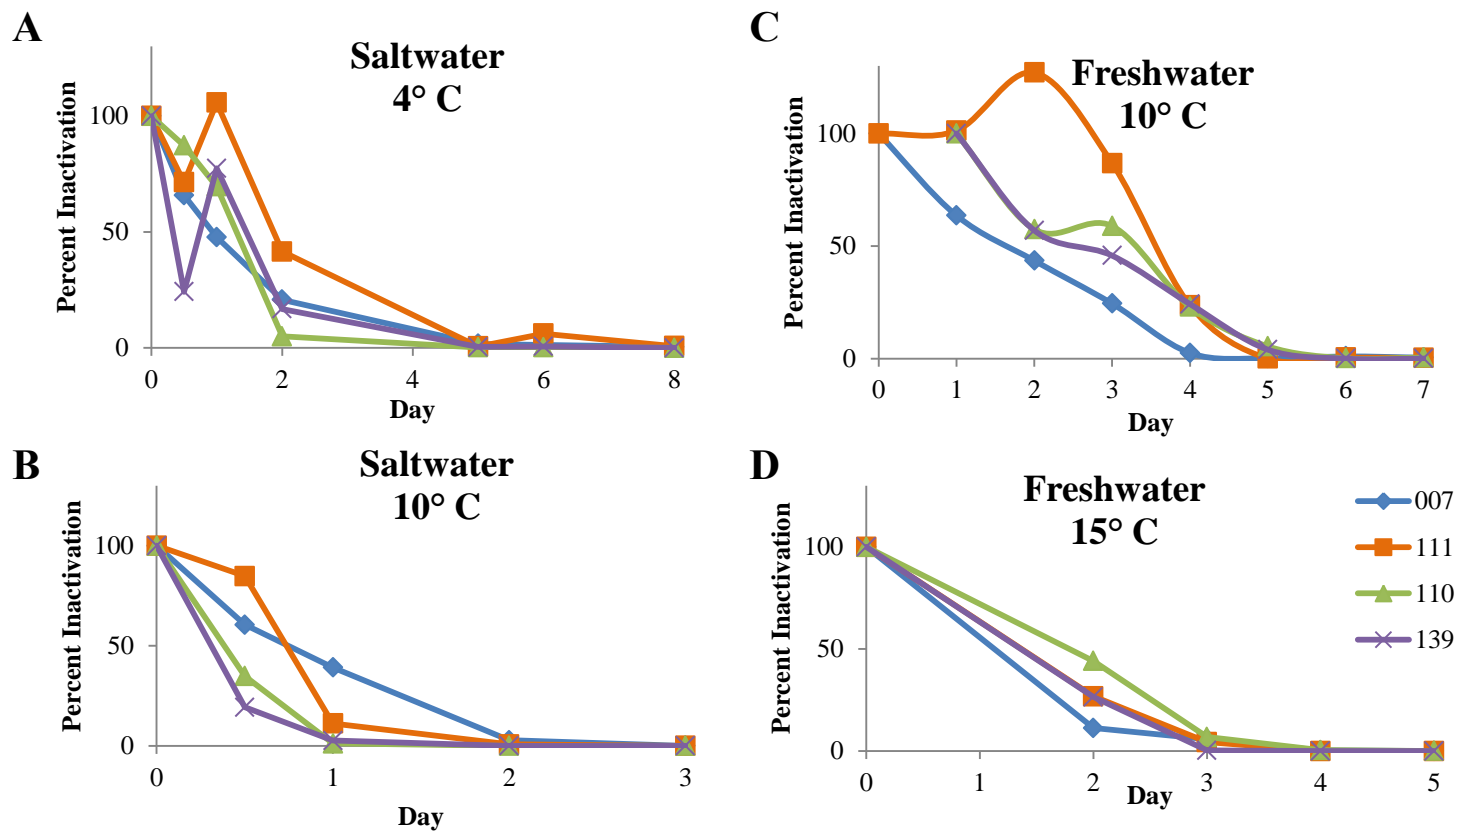 A
Saltwater
4° C
Percent Inactivation
100
50
0
0 2 4 6 8
Day
C
Freshwater
10° C
Percent Inactivation
100
50
0
0 1 2 3 4 5 6 7
Day
B
Saltwater
10° C
Percent Inactivation
100
50
0
0 1 2 3
Day
D
Freshwater
15° C
Percent Inactivation
100
50
0
0 1 2 3 4 5
Day
007
111
110
139